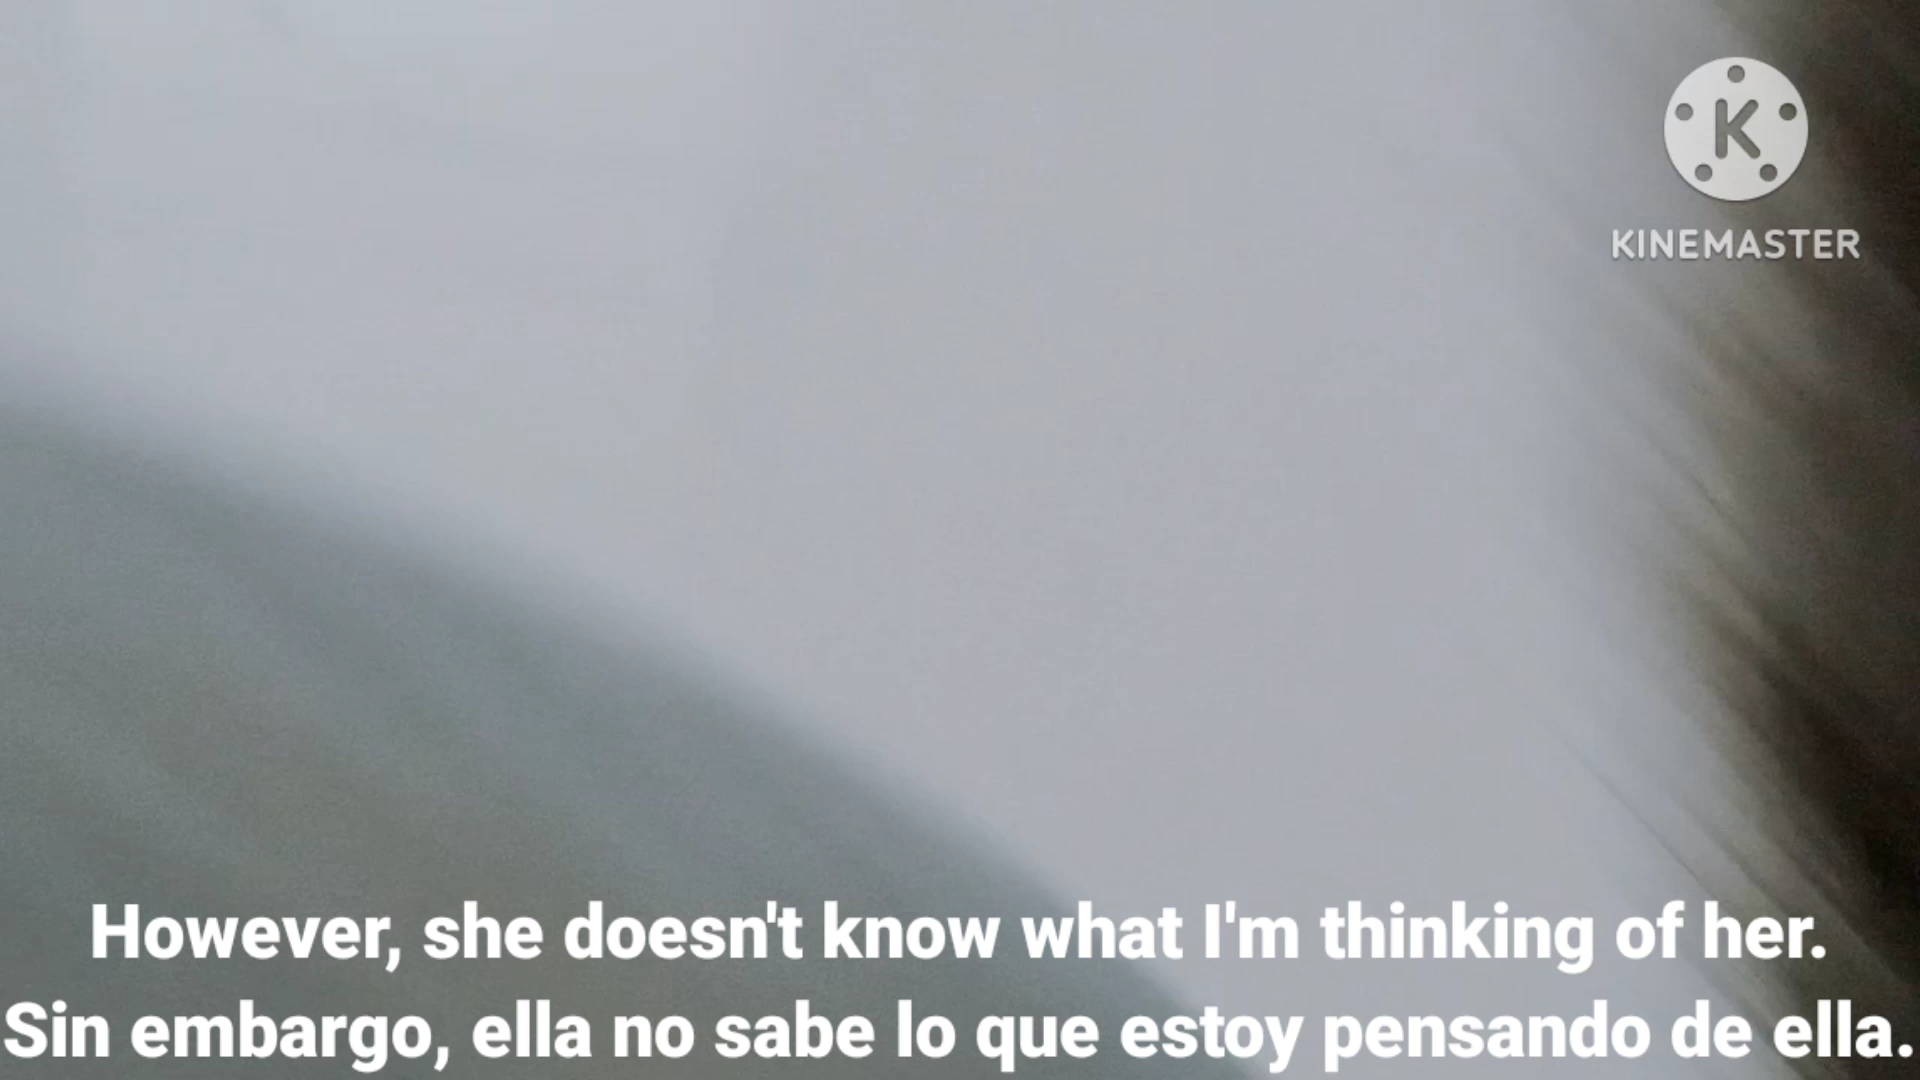 K
KINEMASTER
However, she doesn't know what I'm thinking of her.
Sin embargo, ella no sabe lo que estoy pensando de ella.